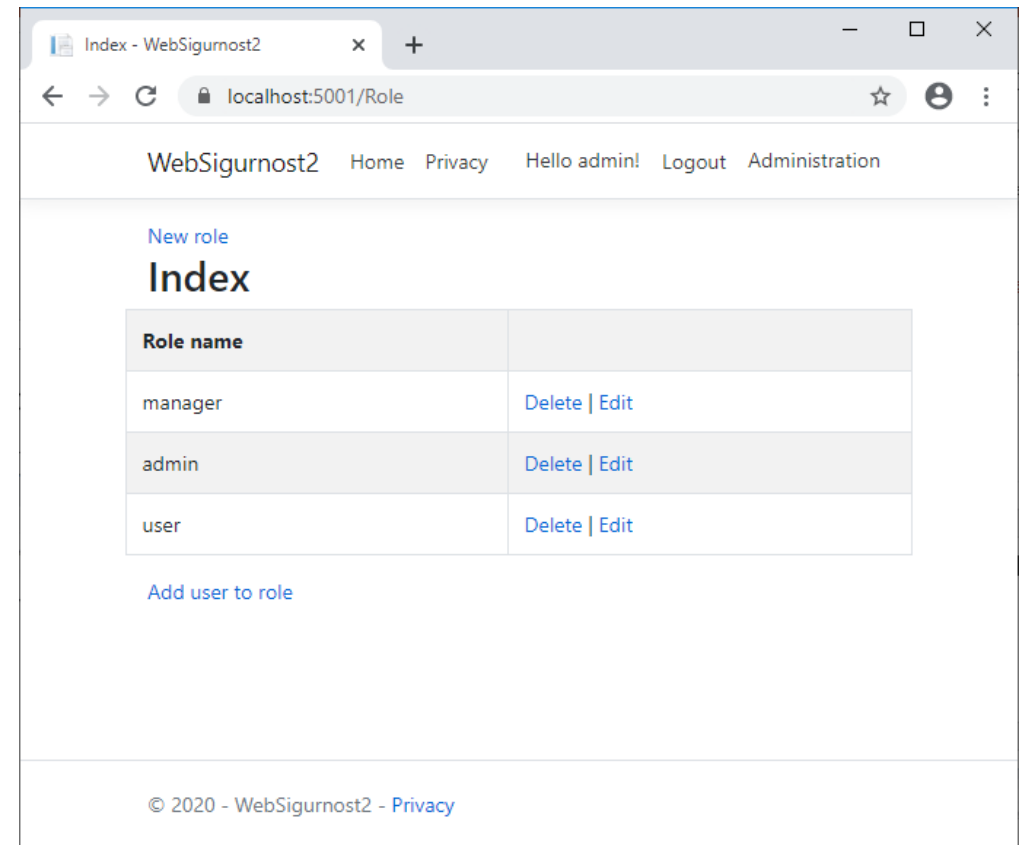 Index - WebSigurnost2
localhost:5001/Role
WebSigurnost2 Home Privacy Hello admin! Logout Administration
New role
Index
Role name
manager Delete | Edit
admin Delete | Edit
user Delete | Edit
Add user to role
© 2020 - WebSigurnost2 - Privacy